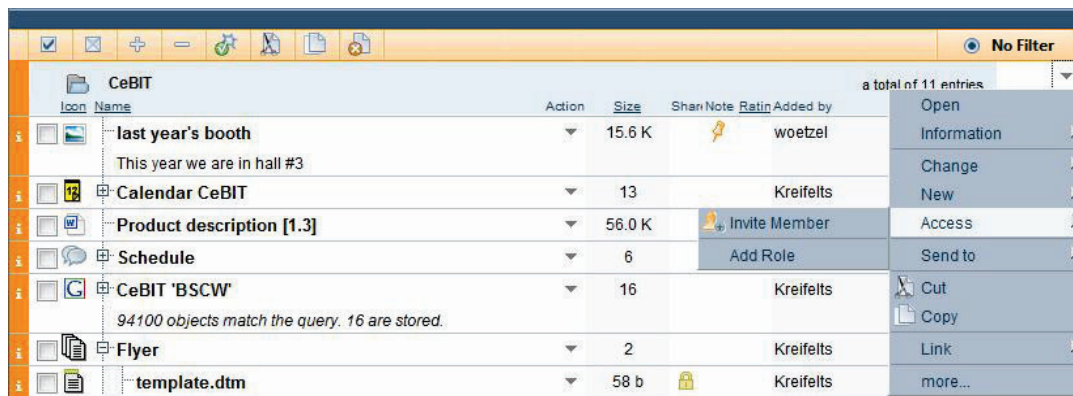 No Filter
CeBIT
a total of 11 entries
Icon Name Action Size Shar Note Ratin Added by
last year's booth 15.6 K woetzel
This year we are in hall #3
Calendar CeBIT 13 Kreifelts
Product description [1.3] 56.0 K
Schedule 6
CeBIT 'BSCW' 16 Kreifelts
94100 objects match the query. 16 are stored.
Flyer 2 Kreifelts
template.dtm 58 b Kreifelts
Invite Member
Add Role
Open
Information
Change
New
Access
Send to
Cut
Copy
Link
more...